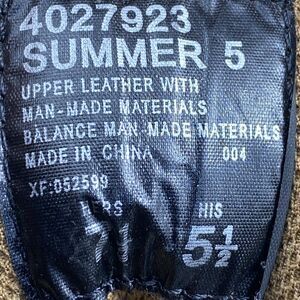 4027923
SUMMER 5
UPPER LEATHER WITH
MAN-MADE MATERIALS
BALANCE MAN-MADE MATERIALS
MADE IN CHINA 004
XF:052599
HIS
5½